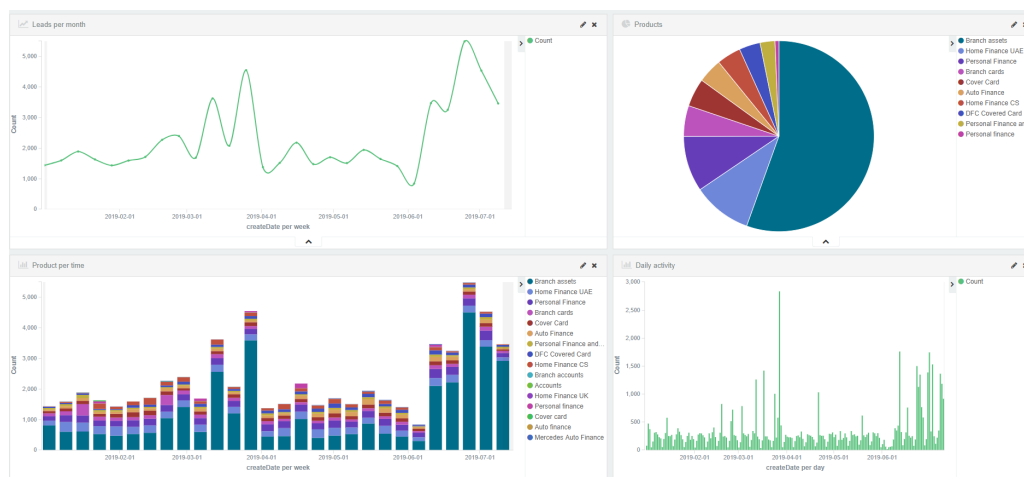 Leads per month
Count
5,000
4,000
3,000
2,000
1,000
0
Count
2019-02-01
2019-03-01
2019-04-01
2019-05-01
2019-06-01
2019-07-01
createDate per week
Products
Branch assets
Home Finance UAE
Personal Finance
Branch cards
Cover Card
Auto Finance
Home Finance CS
DFC Covered Card
Personal Finance an
Personal finance
Product per time
5,000
4,000
3,000
2,000
1,000
0
Count
2019-02-01
2019-03-01
2019-04-01
2019-05-01
2019-06-01
2019-07-01
createDate per week
Branch assets
Home Finance UAE
Personal Finance
Branch cards
Cover Card
Auto Finance
Personal Finance and...
DFC Covered Card
Home Finance CS
Branch accounts
Accounts
Home Finance UK
Personal finance
Cover card
Auto finance
Mercedes Auto Finance
Daily activity
3,000
2,500
2,000
1,500
1,000
500
0
Count
2019-02-01
2019-03-01
2019-04-01
2019-05-01
2019-06-01
createDate per day
Count